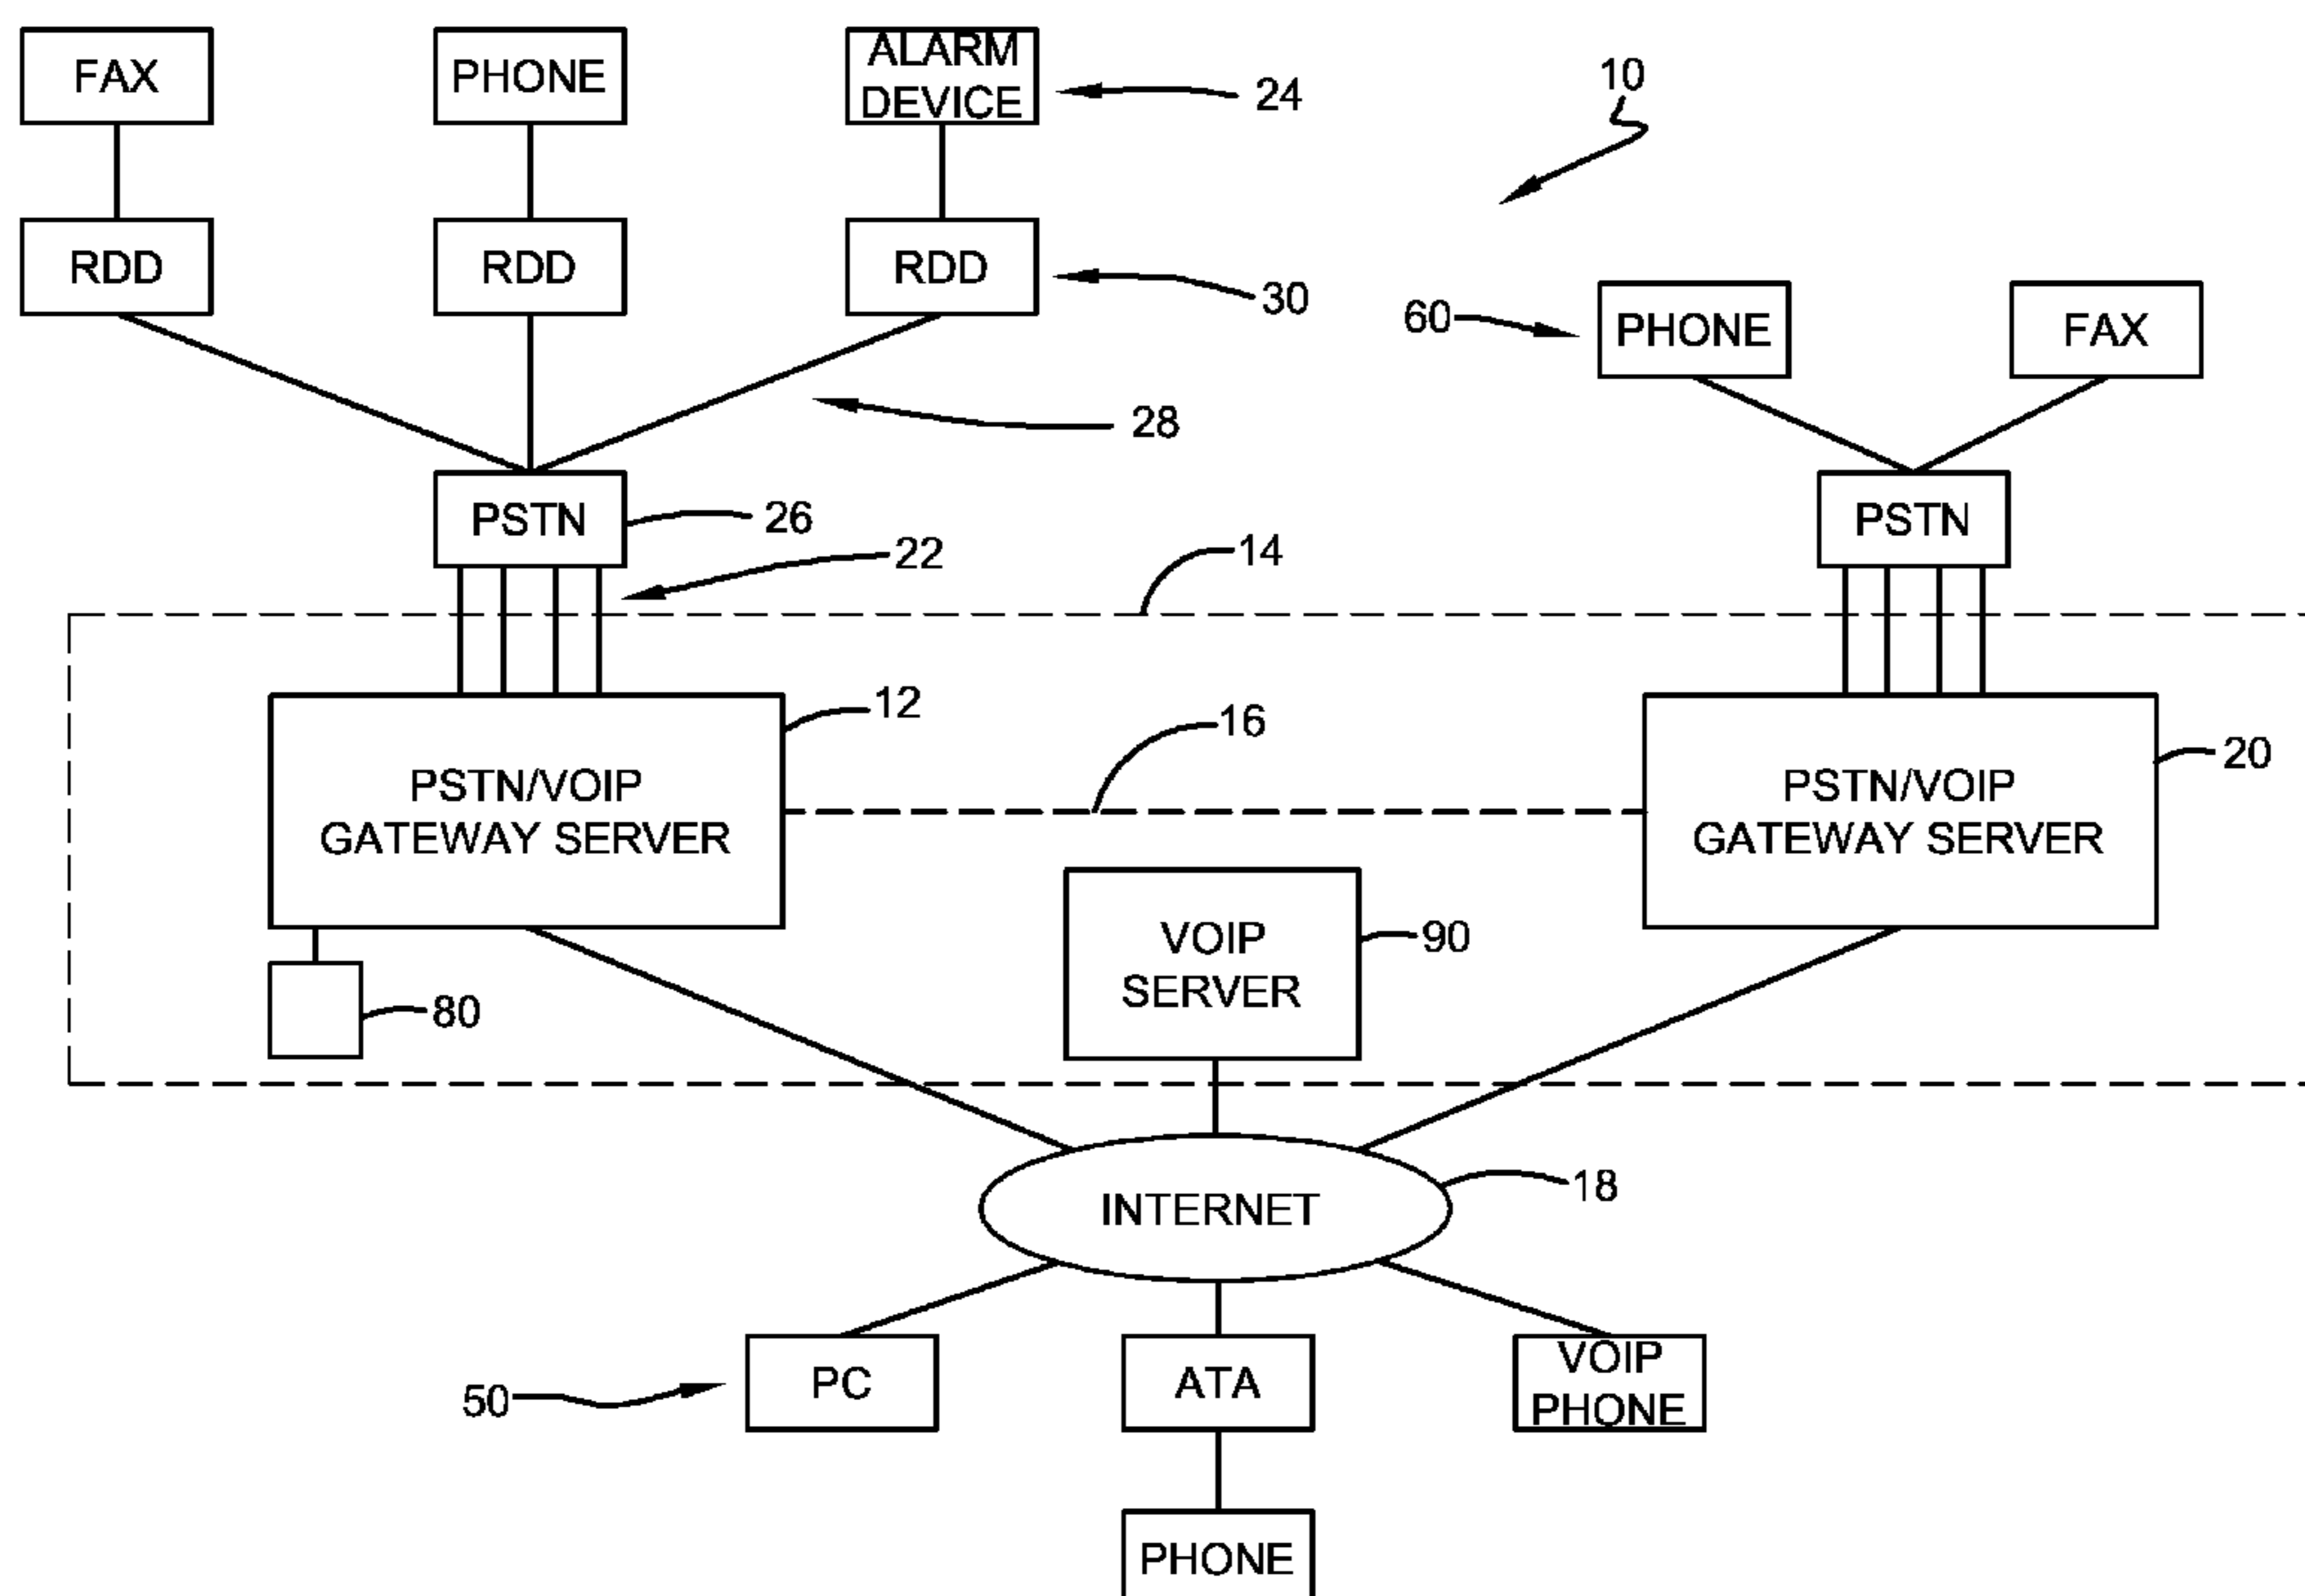 FAX
PHONE
ALARM
DEVICE
24
10
RDD
RDD
RDD
30
60
PHONE
FAX
28
PSTN
26
PSTN
22
14
12
16
20
PSTN/VOIP
GATEWAY SERVER
PSTN/VOIP
GATEWAY SERVER
VOIP
SERVER
90
80
INTERNET
18
50
PC
ATA
VOIP
PHONE
PHONE